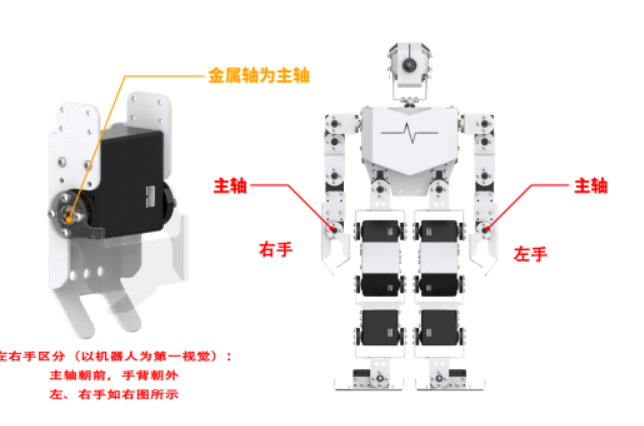 金属轴为主轴
主轴
主轴
右手
左手
左右手区分（以机器人为第一视觉）：
主轴朝前，手背朝外
左、右手如右图所示